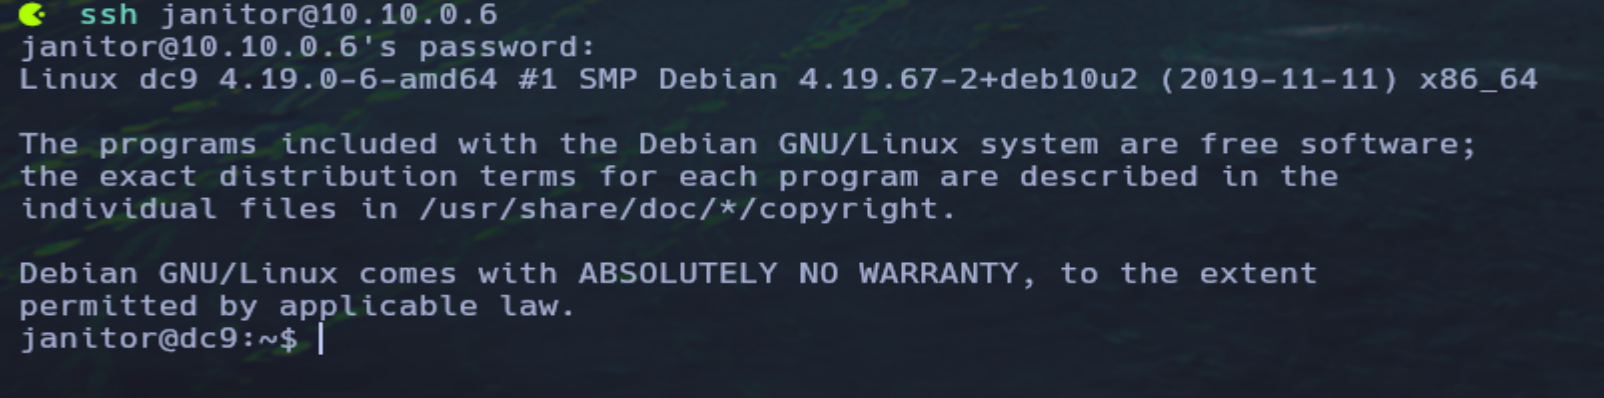 ssh janitor@10.10.0.6
janitor@10.10.0.6's password:
Linux dc9 4.19.0-6-amd64 #1 SMP Debian 4.19.67-2+deb10u2 (2019-11-11) x86_64
The programs included with the Debian GNU/Linux system are free software;
the exact distribution terms for each program are described in the
individual files in /usr/share/doc/*/copyright.
Debian GNU/Linux comes with ABSOLUTELY NO WARRANTY, to the extent
permitted by applicable law.
janitor@dc9:~$